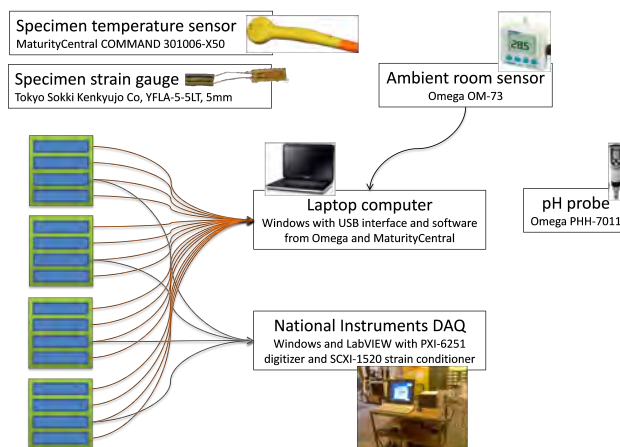 Specimen temperature sensor
MaturityCentral COMMAND 301006-X50
Specimen strain gauge
Tokyo Sokki Kenkyujo Co, YFLA-5-5LT, 5mm
28.5
Ambient room sensor
Omega OM-73
Laptop computer
Windows with USB interface and software
from Omega and MaturityCentral
pH probe
Omega PHH-7011
National Instruments DAQ
Windows and LabVIEW with PXI-6251
digitizer and SCXI-1520 strain conditioner